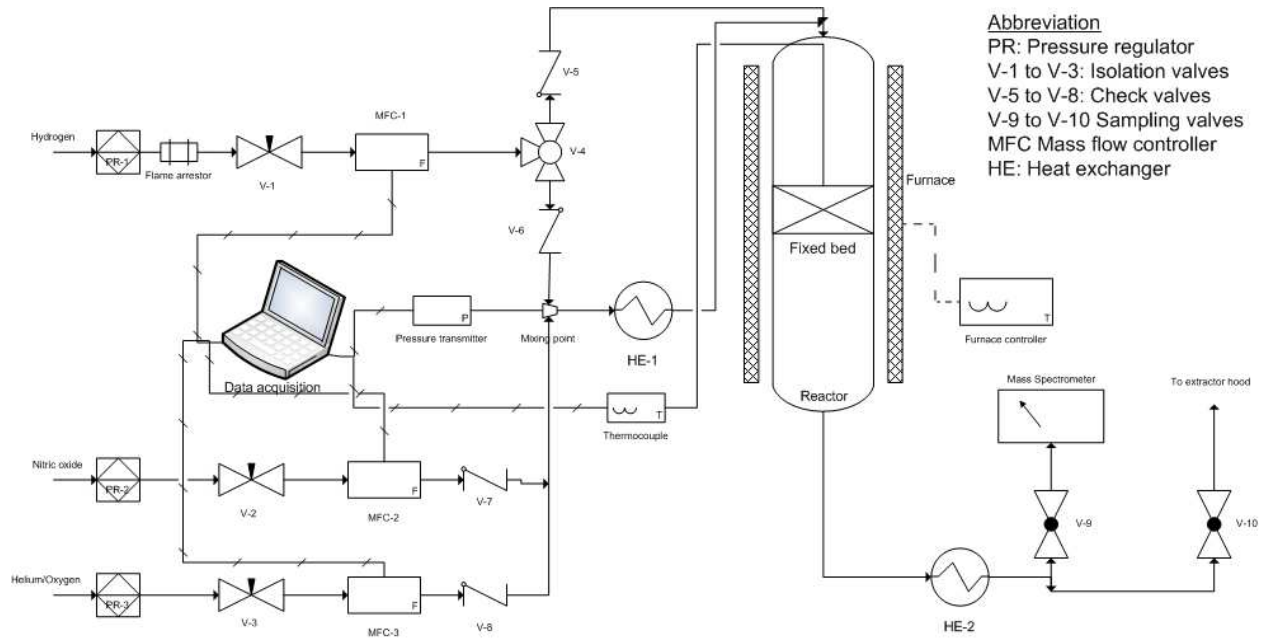 Abbreviation
PR: Pressure regulator
V-1 to V-3: Isolation valves
V-5 to V-8: Check valves
V-9 to V-10 Sampling valves
MFC Mass flow controller
HE: Heat exchanger
V-5
Hydrogen
PR-1
Flame arrestor
V-1
MFC-1
F
V-4
Furnace
V-6
Fixed bed
Pressure transmitter
P
Mixing point
HE-1
T
Furnace controller
Data acquisition
Reactor
Mass Spectrometer
To extractor hood
Thermocouple
T
Nitric oxide
PR-2
V-2
MFC-2
F
V-7
V-9
V-10
Helium/Oxygen
PR-3
V-3
MFC-3
F
V-8
HE-2